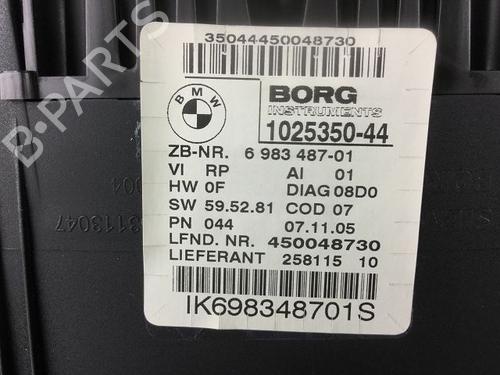 35044450048730
BMW
BORG
INSTRUMENTS
1025350-44
ZB-NR. 6 983 487-01
VI RP AI 01
HW 0F DIAG 08D0
SW 59.52.81 COD 07
PN 044 07.11.05
LFND. NR. 450048730
LIEFERANT 258115 10
IK698348701S
B-PARTS